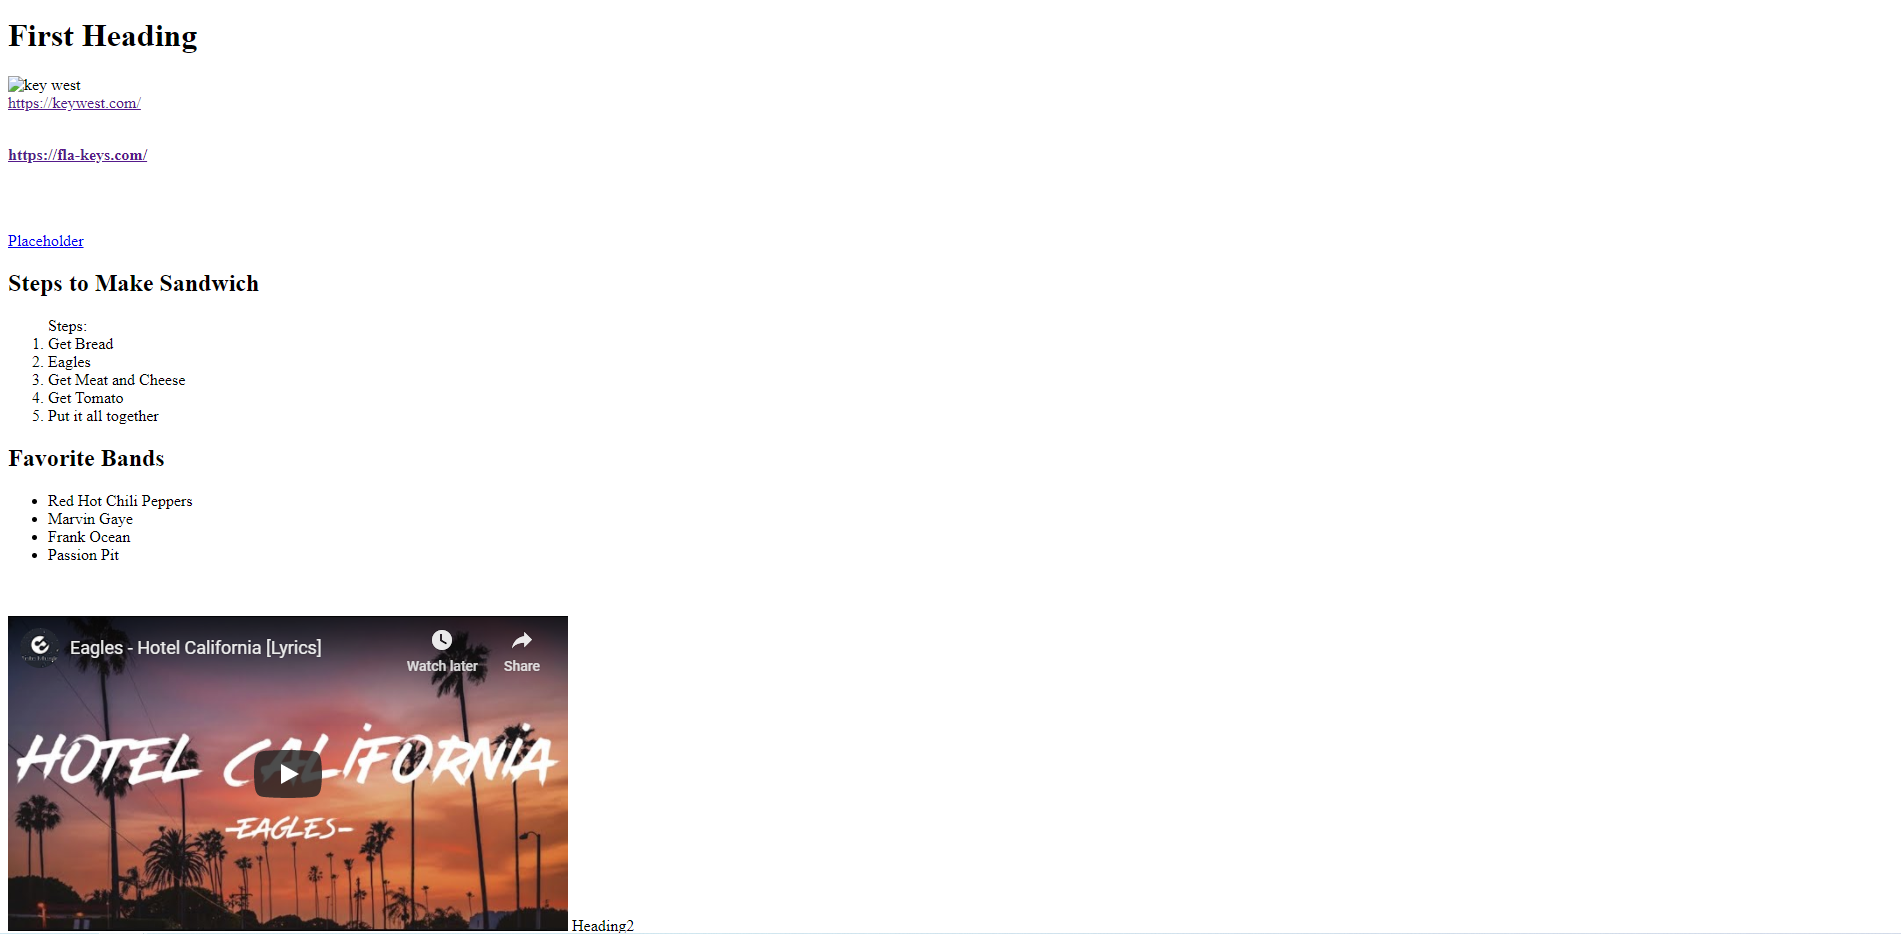 First Heading
key west
https://keywest.com/
https://fla-keys.com/
Placeholder
Steps to Make Sandwich
Steps:
1. Get Bread
2. Eagles
3. Get Meat and Cheese
4. Get Tomato
5. Put it all together
Favorite Bands
• Red Hot Chili Peppers
• Marvin Gaye
• Frank Ocean
• Passion Pit
Eagles - Hotel California [Lyrics]
Watch later
Share
HOTEL CALIFORNIA
-EAGLES-
Heading2